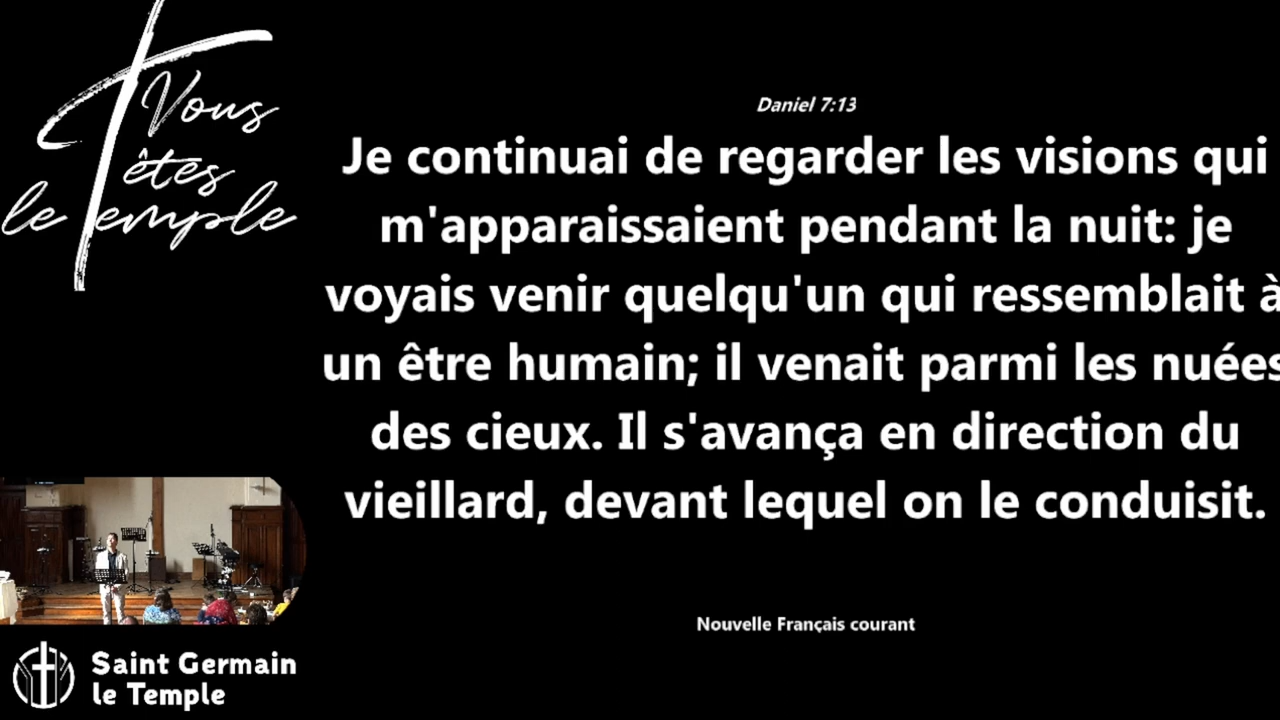 Vous
êtes
le Temple
Daniel 7:13
Je continuai de regarder les visions qui
m'apparaissaient pendant la nuit: je
voyais venir quelqu'un qui ressemblait à
un être humain; il venait parmi les nuées
des cieux. Il s'avança en direction du
vieillard, devant lequel on le conduisit.
Nouvelle Français courant
Saint Germain
le Temple